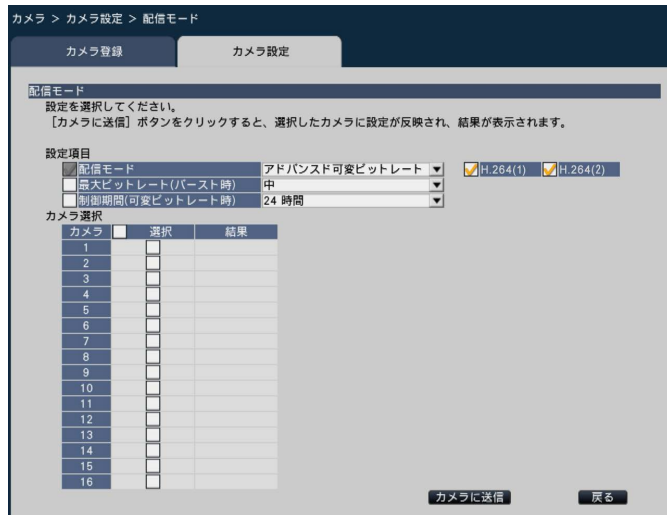 カメラ > カメラ設定 > 配信モード
カメラ登録 カメラ設定
配信モード
設定を選択してください。
［カメラに送信］ボタンをクリックすると、選択したカメラに設定が反映され、結果が表示されます。
設定項目
配信モード アドバンスド可変ビットレート H.264(1) H.264(2)
最大ビットレート(バースト時) 中
制御期間(可変ビットレート時) 24 時間
カメラ選択
カメラ 選択 結果
1
2
3
4
5
6
7
8
9
10
11
12
13
14
15
16
カメラに送信 戻る